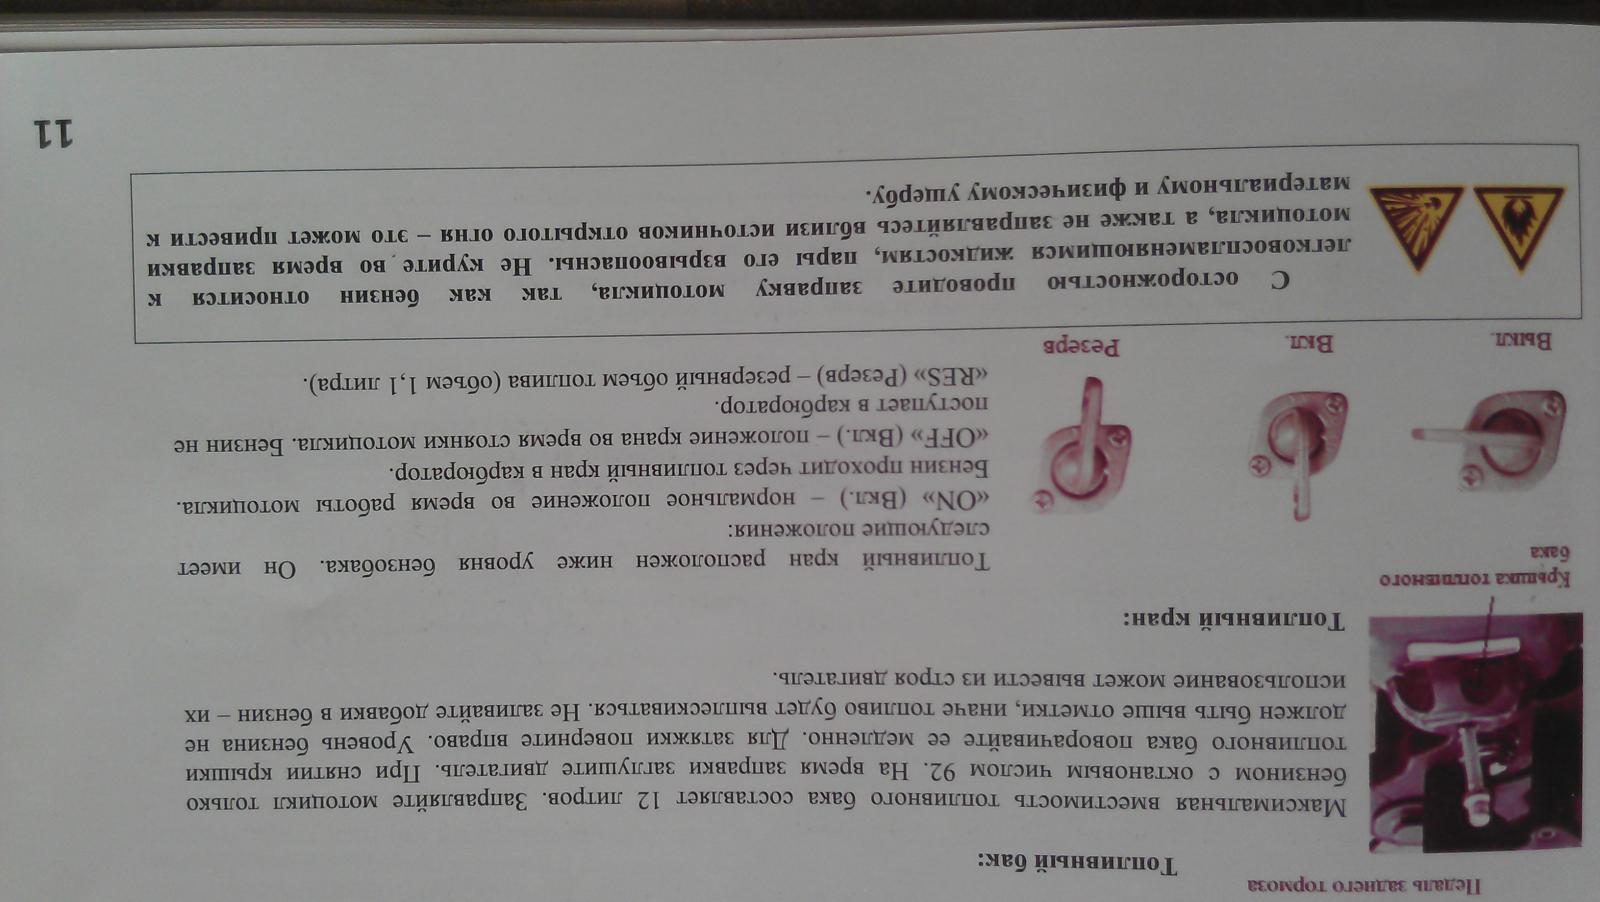 Педаль заднего тормоза
Топливный бак:
Максимальная вместимость топливного бака составляет 12 литров. Заправляйте мотоцикл только
бензином с октановым числом 92. На время заправки заглушите двигатель. При снятии крышки
топливного бака поворачивайте ее медленно. Для затяжки поверните вправо. Уровень бензина не
должен быть выше отметки, иначе топливо будет выплескиваться. Не заливайте добавки в бензин – их
использование может вывести из строя двигатель.
Крышка топливного
бака
Топливный кран:
Топливный кран расположен ниже уровня бензобака. Он имеет
следующие положения:
«ON» (Вкл.) – нормальное положение во время работы мотоцикла.
Бензин проходит через топливный кран в карбюратор.
«OFF» (Вкл.) – положение крана во время стоянки мотоцикла. Бензин не
поступает в карбюратор.
«RES» (Резерв) – резервный объем топлива (объем 1,1 литра).
Выкл.
Вкл.
Резерв
С осторожностью проводите заправку мотоцикла, так как бензин относится к
легковоспламеняющимся жидкостям, пары его взрывоопасны. Не курите во время заправки
мотоцикла, а также не заправляйтесь вблизи источников открытого огня – это может привести к
материальному и физическому ущербу.
11